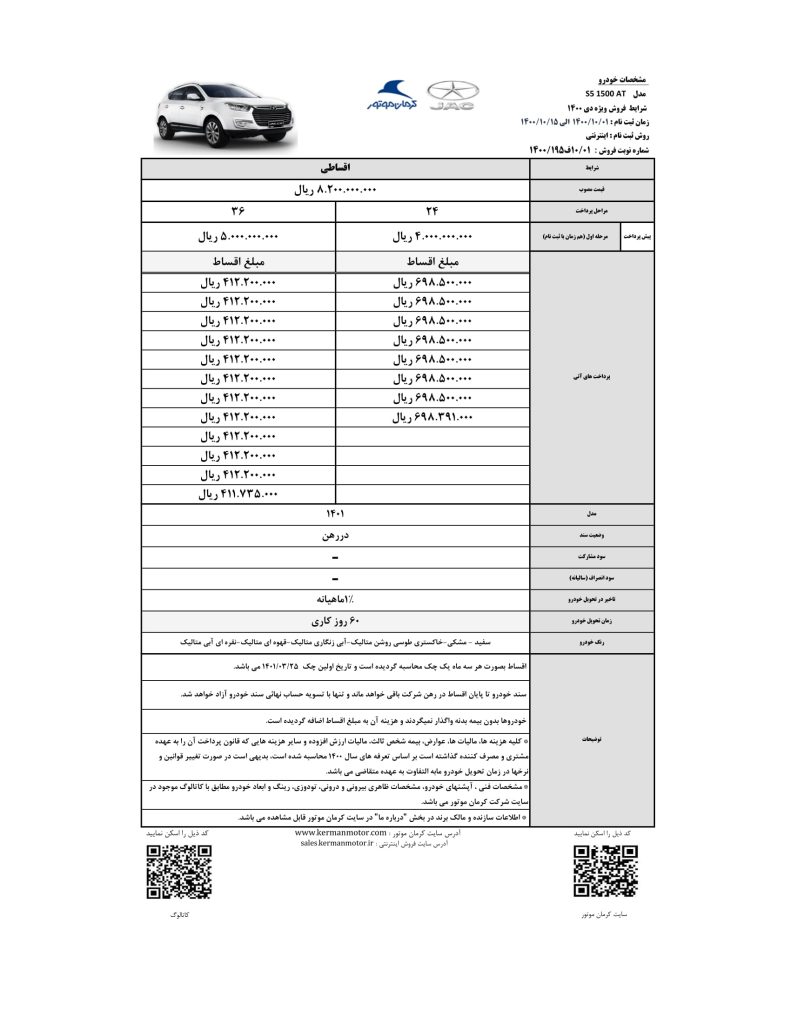 مشخصات خودرو
مدل S5 1500 AT
شرایط فروش ویژه دی ۱۴۰۰
زمان ثبت نام : ۱۴۰۰/۱۰/۰۱ الی ۱۴۰۰/۱۰/۱۵
روش ثبت نام : اینترنتی
شماره نوبت فروش : ۱۰/۰۱ف۱۴۰۰/۱۹۵
JAC
کرمان‌موتور
شرایط اقساطی
قیمت مصوب ۸.۲۰۰.۰۰۰.۰۰۰ ریال
مراحل پرداخت ۲۴ ۳۶
پیش پرداخت مرحله اول (هم زمان با ثبت نام) ۴.۰۰۰.۰۰۰.۰۰۰ ریال ۵.۰۰۰.۰۰۰.۰۰۰ ریال
پرداخت های آتی
مبلغ اقساط مبلغ اقساط
۶۹۸.۵۰۰.۰۰۰ ریال ۴۱۲.۲۰۰.۰۰۰ ریال
۶۹۸.۵۰۰.۰۰۰ ریال ۴۱۲.۲۰۰.۰۰۰ ریال
۶۹۸.۵۰۰.۰۰۰ ریال ۴۱۲.۲۰۰.۰۰۰ ریال
۶۹۸.۵۰۰.۰۰۰ ریال ۴۱۲.۲۰۰.۰۰۰ ریال
۶۹۸.۵۰۰.۰۰۰ ریال ۴۱۲.۲۰۰.۰۰۰ ریال
۶۹۸.۵۰۰.۰۰۰ ریال ۴۱۲.۲۰۰.۰۰۰ ریال
۶۹۸.۵۰۰.۰۰۰ ریال ۴۱۲.۲۰۰.۰۰۰ ریال
۶۹۸.۳۹۱.۰۰۰ ریال ۴۱۲.۲۰۰.۰۰۰ ریال
۴۱۲.۲۰۰.۰۰۰ ریال
۴۱۲.۲۰۰.۰۰۰ ریال
۴۱۲.۲۰۰.۰۰۰ ریال
۴۱۱.۷۳۵.۰۰۰ ریال
مدل ۱۴۰۱
وضعیت سند دررهن
سود مشارکت -
سود انصراف (سالیانه) -
تاخیر در تحویل خودرو ۱٪ماهیانه
زمان تحویل خودرو ۶۰ روز کاری
رنگ خودرو سفید - مشکی-خاکستری طوسی روشن متالیک-آبی زنگاری متالیک-قهوه ای متالیک-نقره ای آبی متالیک
توضیحات
اقساط بصورت هر سه ماه یک چک محاسبه گردیده است و تاریخ اولین چک ۱۴۰۱/۰۳/۲۵ می باشد.
سند خودرو تا پایان اقساط در رهن شرکت باقی خواهد ماند و تنها با تسویه حساب نهائی سند خودرو آزاد خواهد شد.
خودروها بدون بیمه بدنه واگذار نمیگردند و هزینه آن به مبلغ اقساط اضافه گردیده است.
* کلیه هزینه ها، مالیات ها، عوارض، بیمه شخص ثالث، مالیات ارزش افزوده و سایر هزینه هایی که قانون پرداخت آن را به عهده
مشتری و مصرف کننده گذاشته است بر اساس تعرفه های سال ۱۴۰۰ محاسبه شده است، بدیهی است در صورت تغییر قوانین و
نرخها در زمان تحویل خودرو مابه التفاوت به عهده متقاضی می باشد.
* مشخصات فنی ، آپشنهای خودرو، مشخصات ظاهری بیرونی و درونی، تودوزی، رینگ و ابعاد خودرو مطابق با کاتالوگ موجود در
سایت شرکت کرمان موتور می باشد.
* اطلاعات سازنده و مالک برند در بخش "درباره ما" در سایت کرمان موتور قابل مشاهده می باشد.
کد ذیل را اسکن نمایید
آدرس سایت کرمان موتور : www.kermanmotor.com
کد ذیل را اسکن نمایید
آدرس سایت فروش اینترنتی : sales.kermanmotor.ir
سایت کرمان موتور
کاتالوگ